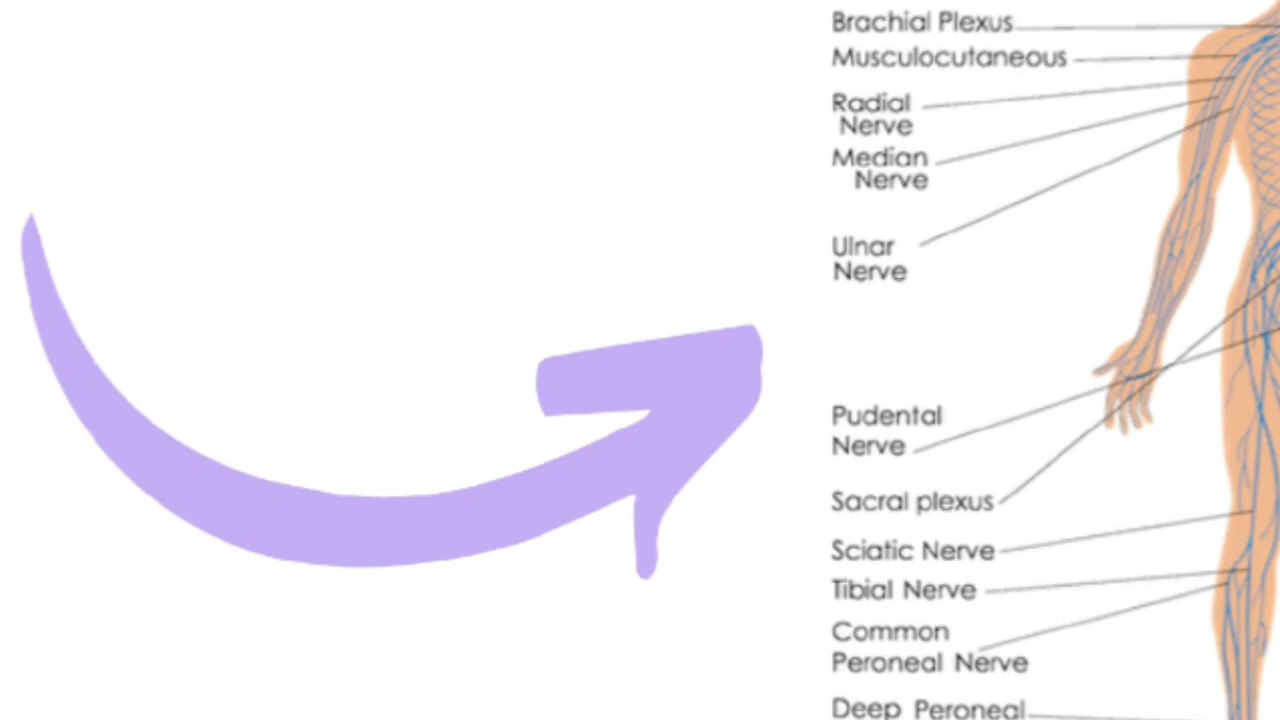 Brachial Plexus
Musculocutaneous
Radial
Nerve
Median
Nerve
Ulnar
Nerve
Pudental
Nerve
Sacral plexus
Sciatic Nerve
Tibial Nerve
Common
Peroneal Nerve
Deep Peroneal